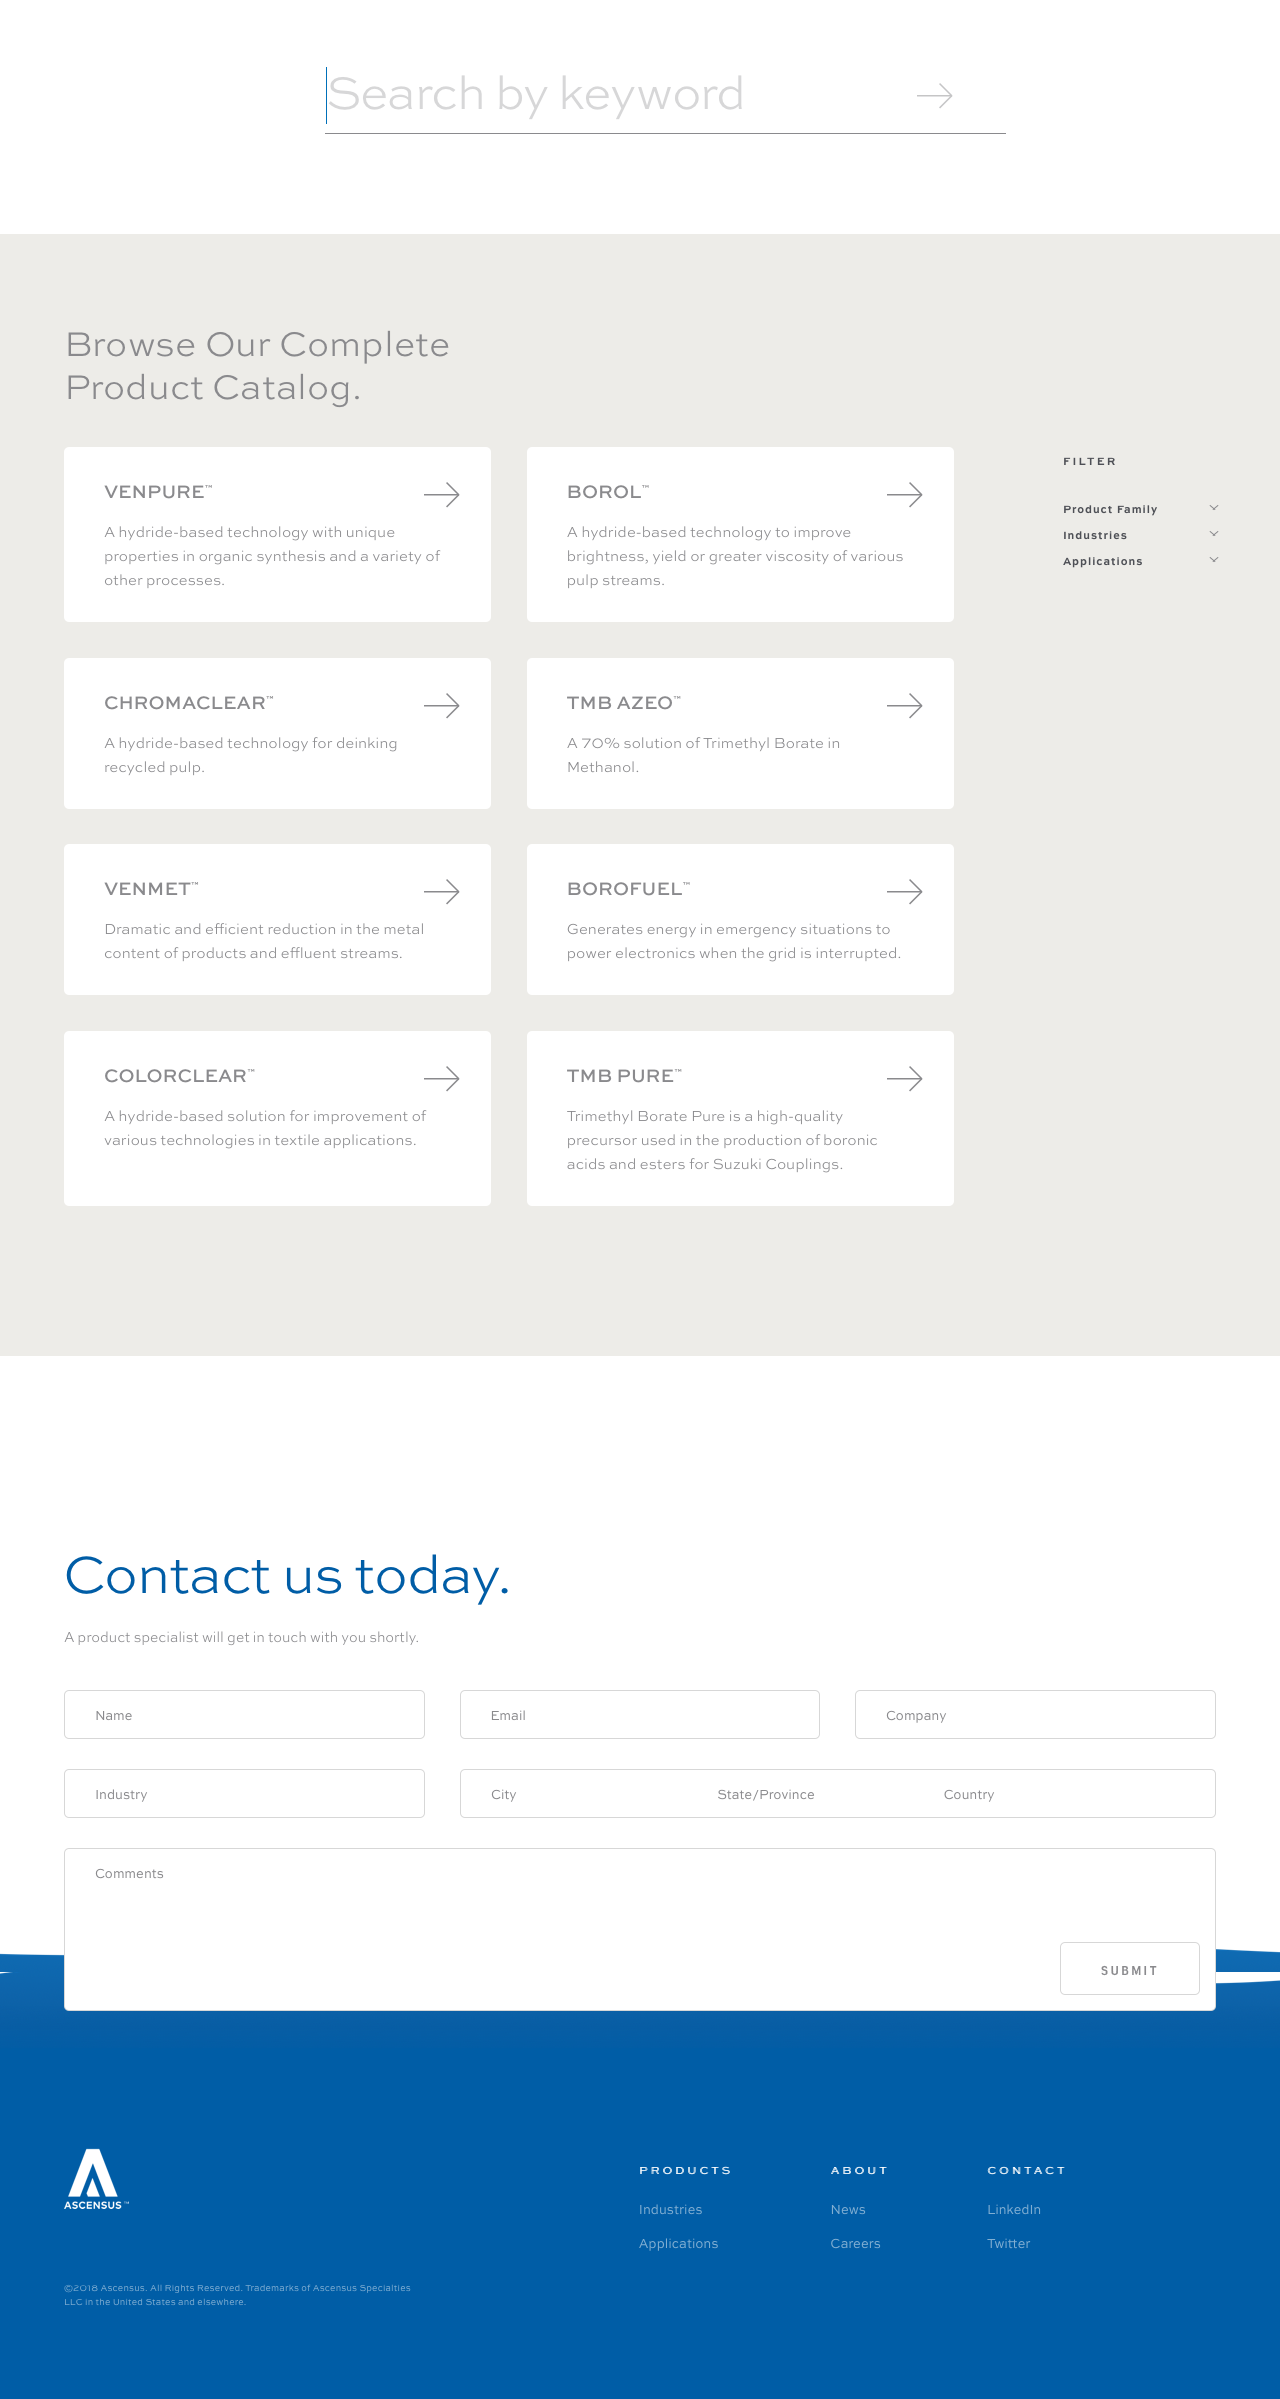 Search by keyword
Browse Our Complete
Product Catalog.
VENPURE™
A hydride-based technology with unique
properties in organic synthesis and a variety of
other processes.
BOROL™
A hydride-based technology to improve
brightness, yield or greater viscosity of various
pulp streams.
FILTER
Product Family
Industries
Applications
CHROMACLEAR™
A hydride-based technology for deinking
recycled pulp.
TMB AZEO™
A 70% solution of Trimethyl Borate in
Methanol.
VENMET™
Dramatic and efficient reduction in the metal
content of products and effluent streams.
BOROFUEL™
Generates energy in emergency situations to
power electronics when the grid is interrupted.
COLORCLEAR™
A hydride-based solution for improvement of
various technologies in textile applications.
TMB PURE™
Trimethyl Borate Pure is a high-quality
precursor used in the production of boronic
acids and esters for Suzuki Couplings.
Contact us today.
A product specialist will get in touch with you shortly.
Name
Email
Company
Industry
City
State/Province
Country
Comments
SUBMIT
ASCENSUS™
PRODUCTS
Industries
Applications
ABOUT
News
Careers
CONTACT
LinkedIn
Twitter
©2018 Ascensus. All Rights Reserved. Trademarks of Ascensus Specialties
LLC in the United States and elsewhere.